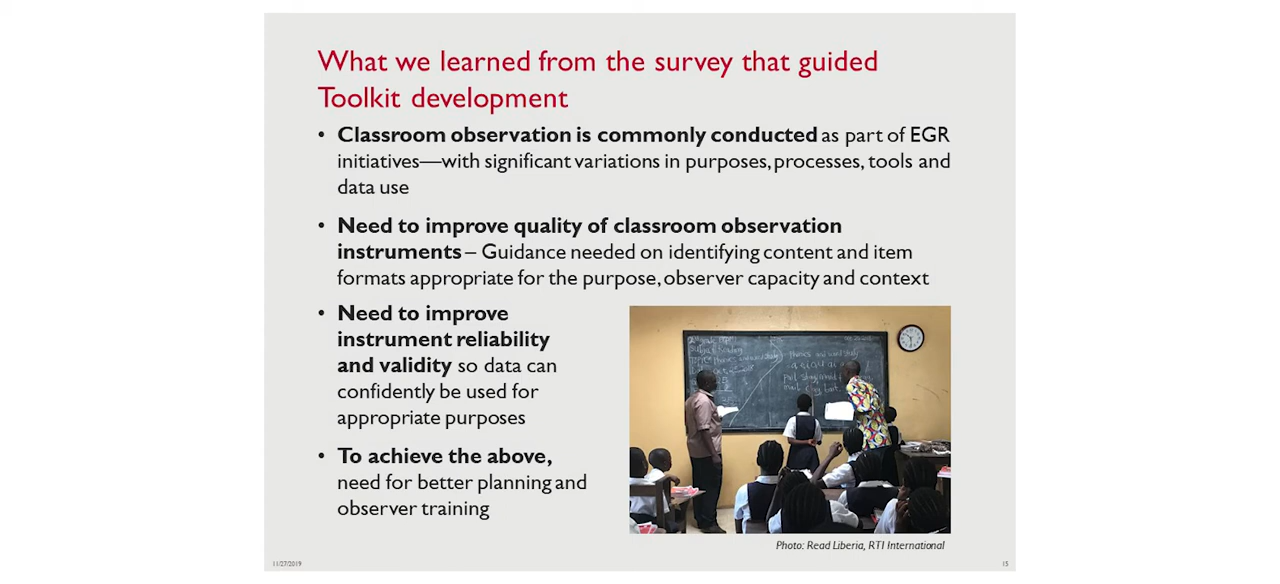 What we learned from the survey that guided
Toolkit development
• Classroom observation is commonly conducted as part of EGR
initiatives—with significant variations in purposes, processes, tools and
data use
• Need to improve quality of classroom observation
instruments – Guidance needed on identifying content and item
formats appropriate for the purpose, observer capacity and context
• Need to improve
instrument reliability
and validity so data can
confidently be used for
appropriate purposes
• To achieve the above,
need for better planning and
observer training
Photo: Read Liberia, RTI International
11/27/2019
15